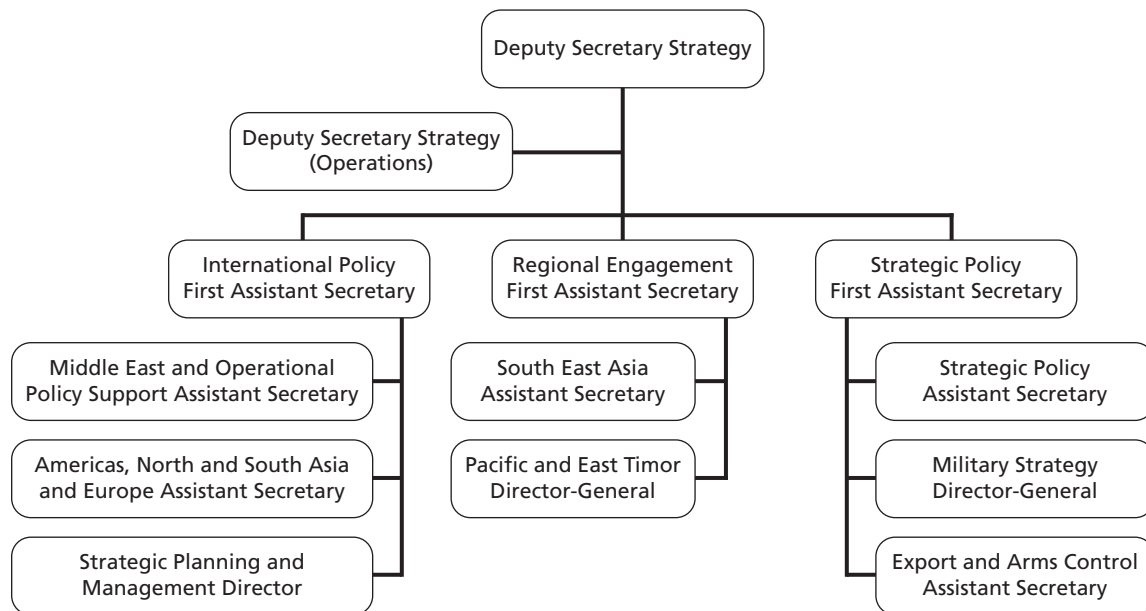 Deputy Secretary Strategy
Deputy Secretary Strategy
(Operations)
International Policy
First Assistant Secretary
Regional Engagement
First Assistant Secretary
Strategic Policy
First Assistant Secretary
Middle East and Operational
Policy Support Assistant Secretary
South East Asia
Assistant Secretary
Strategic Policy
Assistant Secretary
Americas, North and South Asia
and Europe Assistant Secretary
Pacific and East Timor
Director-General
Military Strategy
Director-General
Strategic Planning and
Management Director
Export and Arms Control
Assistant Secretary